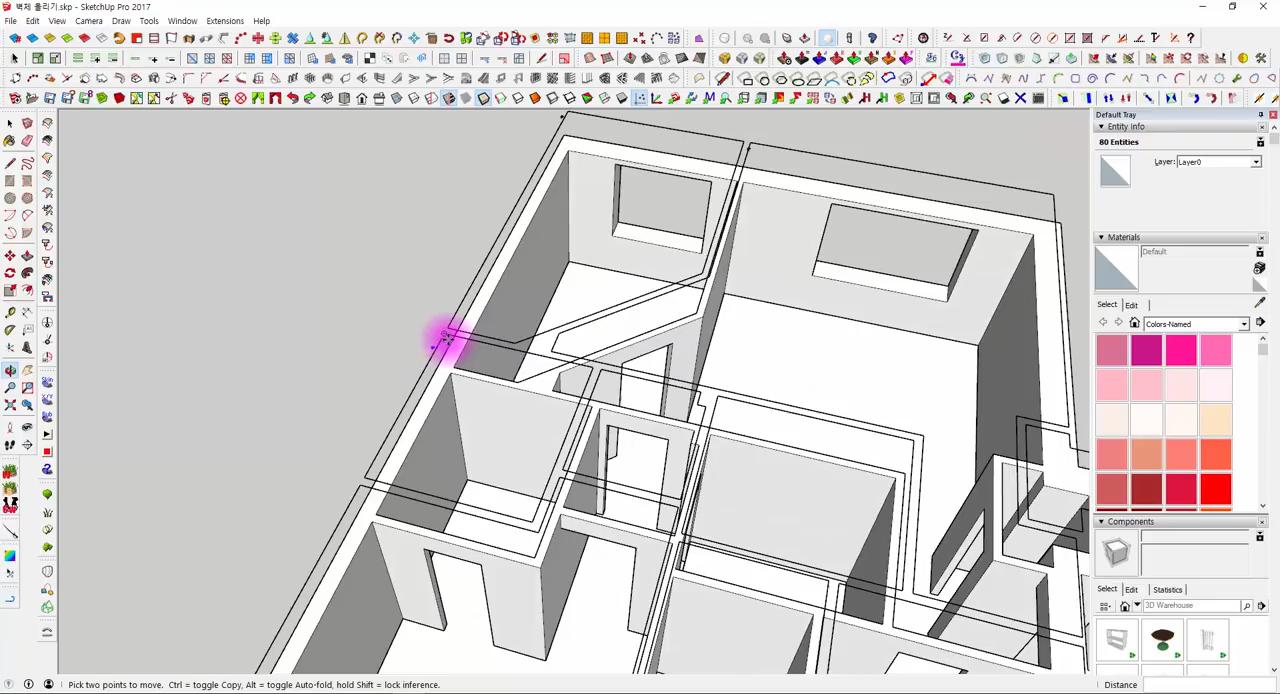 벽체 올리기.skp - SketchUp Pro 2017
File Edit View Camera Draw Tools Window Extensions Help
Default Tray
Entity Info
80 Entities
Layer: Layer0
Materials
Default
Select Edit
Colors-Named
Components
Select Edit Statistics
3D Warehouse
Pick two points to move. Ctrl = toggle Copy, Alt = toggle Auto-fold, hold Shift = lock inference.
Distance